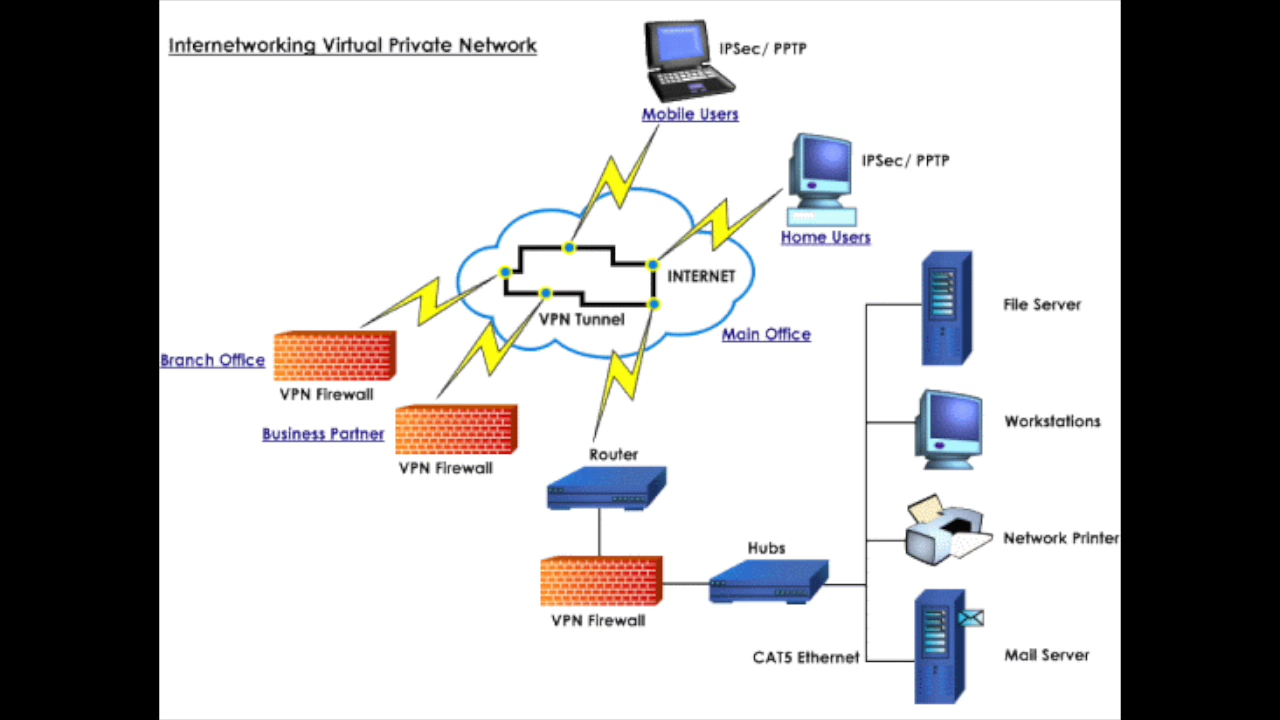 Internetworking Virtual Private Network
IPSec/ PPTP
Mobile Users
IPSec/ PPTP
Home Users
INTERNET
VPN Tunnel
Main Office
Branch Office
VPN Firewall
Business Partner
VPN Firewall
Router
VPN Firewall
Hubs
CAT5 Ethernet
File Server
Workstations
Network Printer
Mail Server